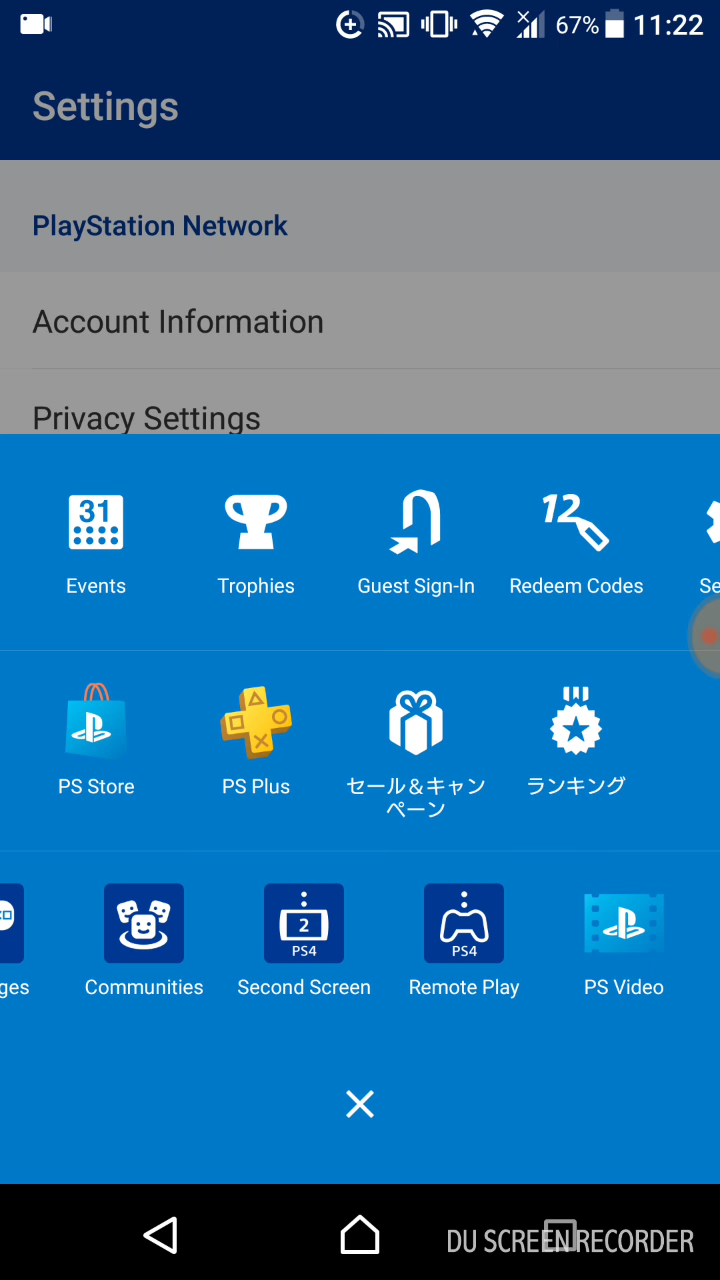 67% 11:22
Settings
PlayStation Network
Account Information
Privacy Settings
31
12
Events Trophies Guest Sign-In Redeem Codes Se
PS Store PS Plus セール＆キャン ランキング
ペーン
2
PS4 PS4
ges Communities Second Screen Remote Play PS Video
DU SCREEN RECORDER